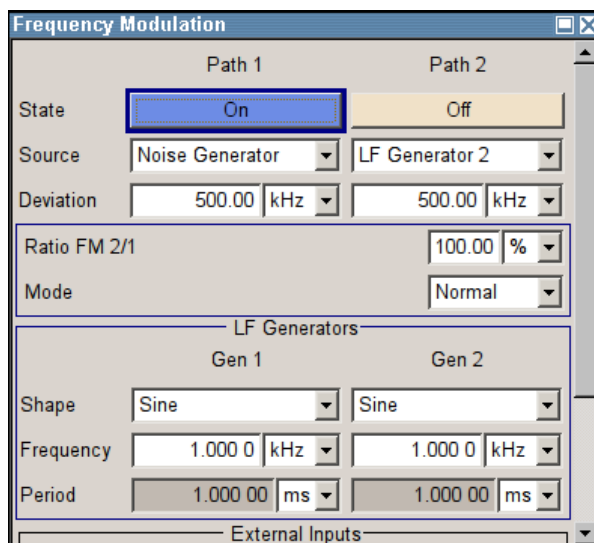 Frequency Modulation
Path 1 Path 2
State On Off
Source Noise Generator LF Generator 2
Deviation 500.00 kHz 500.00 kHz
Ratio FM 2/1 100.00 %
Mode Normal
LF Generators
Gen 1 Gen 2
Shape Sine Sine
Frequency 1.000 0 kHz 1.000 0 kHz
Period 1.000 00 ms 1.000 00 ms
External Inputs